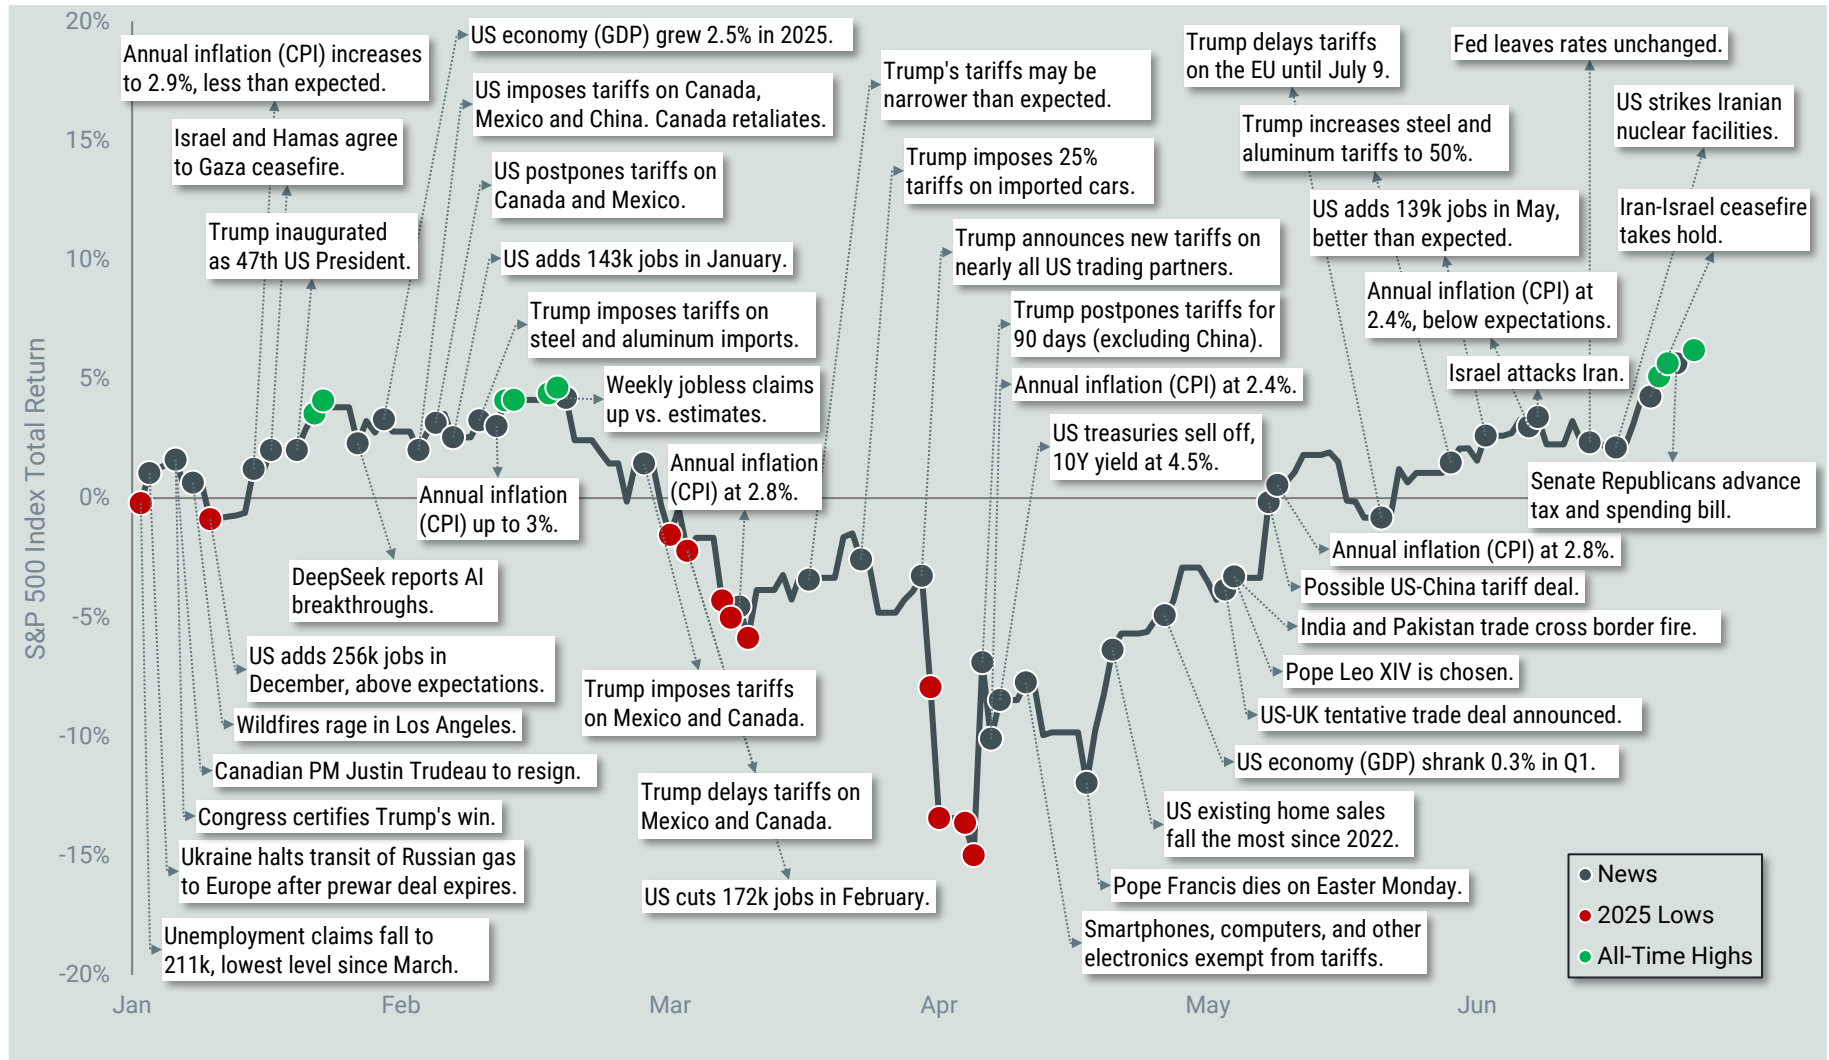 20%
15%
10%
5%
0%
-5%
-10%
-15%
-20%
S&P 500 Index Total Return
Jan
Feb
Mar
Apr
May
Jun
Annual inflation (CPI) increases
to 2.9%, less than expected.
Israel and Hamas agree
to Gaza ceasefire.
Trump inaugurated
as 47th US President.
US economy (GDP) grew 2.5% in 2025.
US imposes tariffs on Canada,
Mexico and China. Canada retaliates.
US postpones tariffs on
Canada and Mexico.
US adds 143k jobs in January.
Trump imposes tariffs on
steel and aluminum imports.
Weekly jobless claims
up vs. estimates.
Annual inflation
(CPI) up to 3%.
DeepSeek reports AI
breakthroughs.
US adds 256k jobs in
December, above expectations.
Wildfires rage in Los Angeles.
Canadian PM Justin Trudeau to resign.
Congress certifies Trump's win.
Ukraine halts transit of Russian gas
to Europe after prewar deal expires.
Unemployment claims fall to
211k, lowest level since March.
Annual inflation
(CPI) at 2.8%.
Trump imposes tariffs
on Mexico and Canada.
Trump delays tariffs on
Mexico and Canada.
US cuts 172k jobs in February.
Trump's tariffs may be
narrower than expected.
Trump imposes 25%
tariffs on imported cars.
Trump announces new tariffs on
nearly all US trading partners.
Trump postpones tariffs for
90 days (excluding China).
Annual inflation (CPI) at 2.4%.
US treasuries sell off,
10Y yield at 4.5%.
Trump delays tariffs
on the EU until July 9.
Trump increases steel and
aluminum tariffs to 50%.
US adds 139k jobs in May,
better than expected.
Annual inflation (CPI) at
2.4%, below expectations.
Israel attacks Iran.
Fed leaves rates unchanged.
US strikes Iranian
nuclear facilities.
Iran-Israel ceasefire
takes hold.
Senate Republicans advance
tax and spending bill.
Annual inflation (CPI) at 2.8%.
Possible US-China tariff deal.
India and Pakistan trade cross border fire.
Pope Leo XIV is chosen.
US-UK tentative trade deal announced.
US economy (GDP) shrank 0.3% in Q1.
US existing home sales
fall the most since 2022.
Pope Francis dies on Easter Monday.
Smartphones, computers, and other
electronics exempt from tariffs.
News
2025 Lows
All-Time Highs